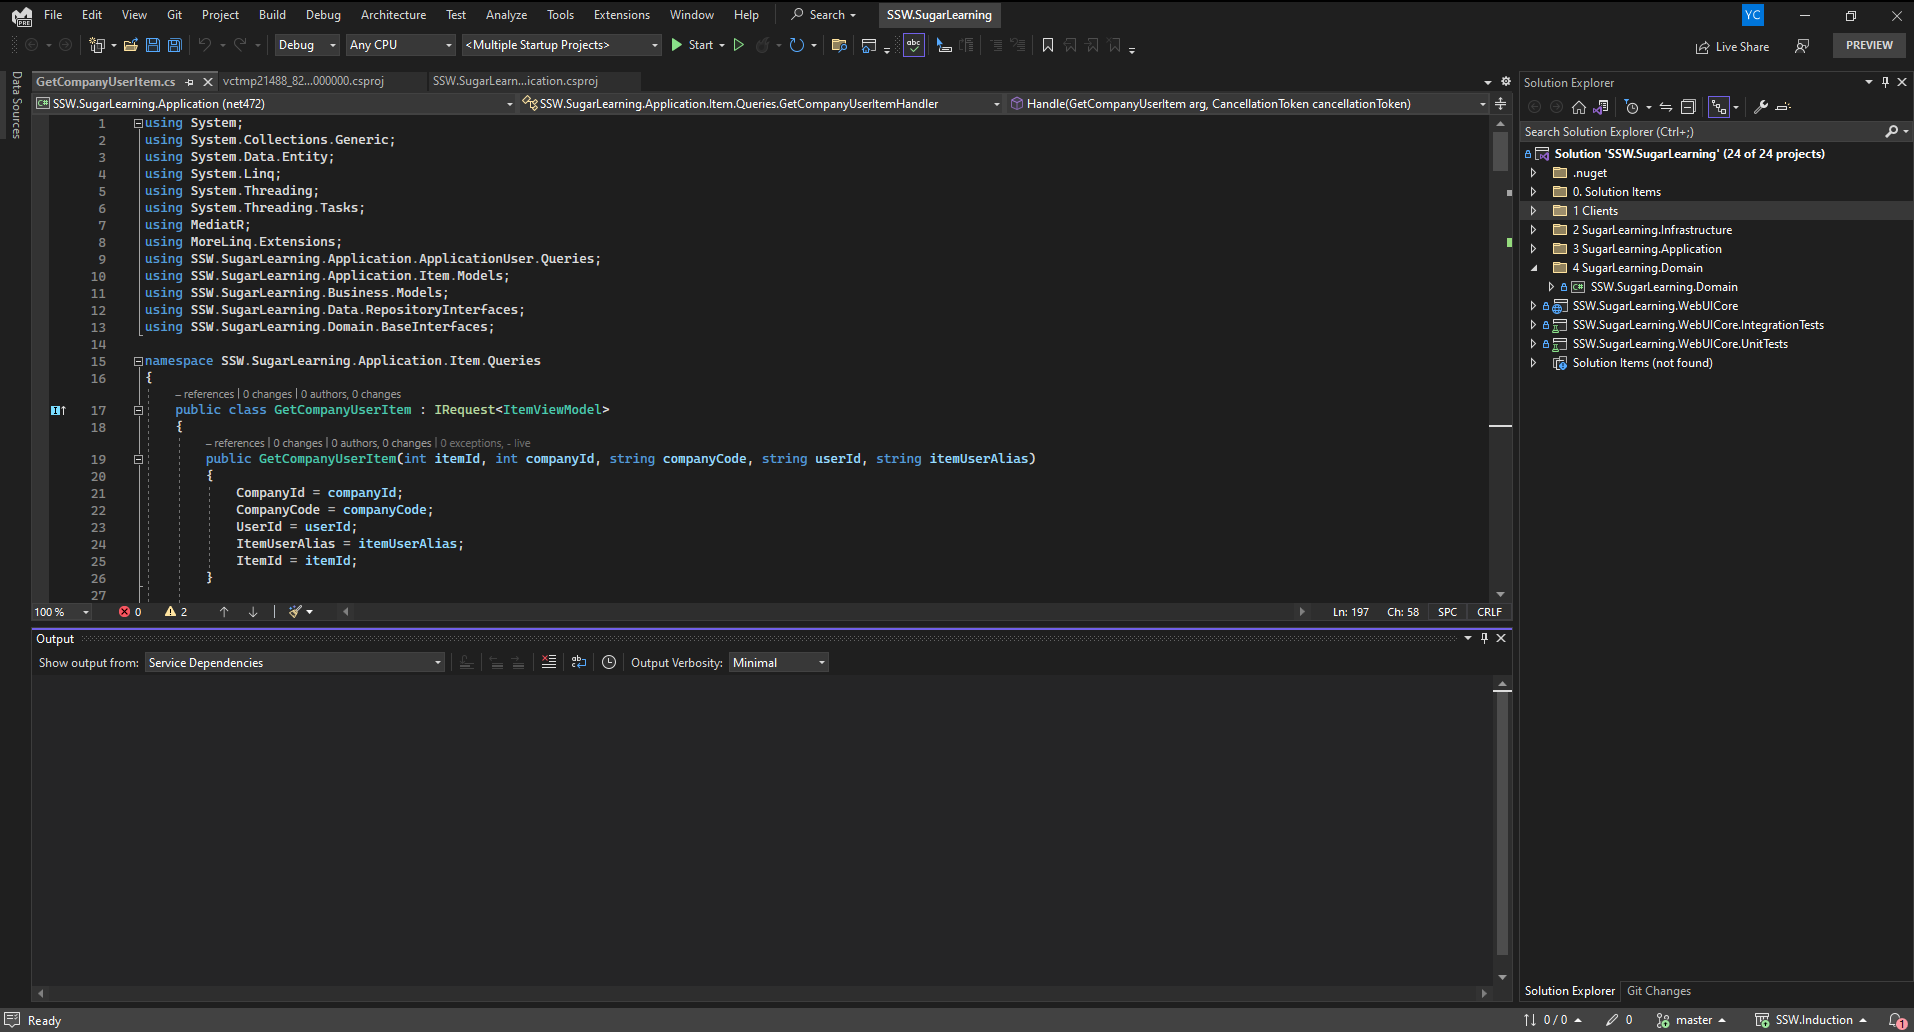 File Edit View Git Project Build Debug Architecture Test Analyze Tools Extensions Window Help Search SSW.SugarLearning YC
Debug Any CPU <Multiple Startup Projects> Start abc Live Share PREVIEW
Data Sources
GetCompanyUserItem.cs vctmp21488_82...000000.csproj SSW.SugarLearn...ication.csproj
C# SSW.SugarLearning.Application (net472) SSW.SugarLearning.Application.Item.Queries.GetCompanyUserItemHandler Handle(GetCompanyUserItem arg, CancellationToken cancellationToken)
1 using System;
2 using System.Collections.Generic;
3 using System.Data.Entity;
4 using System.Linq;
5 using System.Threading;
6 using System.Threading.Tasks;
7 using MediatR;
8 using MoreLinq.Extensions;
9 using SSW.SugarLearning.Application.ApplicationUser.Queries;
10 using SSW.SugarLearning.Application.Item.Models;
11 using SSW.SugarLearning.Business.Models;
12 using SSW.SugarLearning.Data.RepositoryInterfaces;
13 using SSW.SugarLearning.Domain.BaseInterfaces;
14
15 namespace SSW.SugarLearning.Application.Item.Queries
16 {
– references | 0 changes | 0 authors, 0 changes
17 public class GetCompanyUserItem : IRequest<ItemViewModel>
18 {
– references | 0 changes | 0 authors, 0 changes | 0 exceptions, - live
19 public GetCompanyUserItem(int itemId, int companyId, string companyCode, string userId, string itemUserAlias)
20 {
21 CompanyId = companyId;
22 CompanyCode = companyCode;
23 UserId = userId;
24 ItemUserAlias = itemUserAlias;
25 ItemId = itemId;
26 }
27
100 % 0 2 Ln: 197 Ch: 58 SPC CRLF
Output
Show output from: Service Dependencies Output Verbosity: Minimal
Solution Explorer
Search Solution Explorer (Ctrl+;)
Solution 'SSW.SugarLearning' (24 of 24 projects)
.nuget
0. Solution Items
1 Clients
2 SugarLearning.Infrastructure
3 SugarLearning.Application
4 SugarLearning.Domain
C# SSW.SugarLearning.Domain
SSW.SugarLearning.WebUICore
SSW.SugarLearning.WebUICore.IntegrationTests
SSW.SugarLearning.WebUICore.UnitTests
Solution Items (not found)
Solution Explorer Git Changes
Ready 0 / 0 0 master SSW.Induction 1